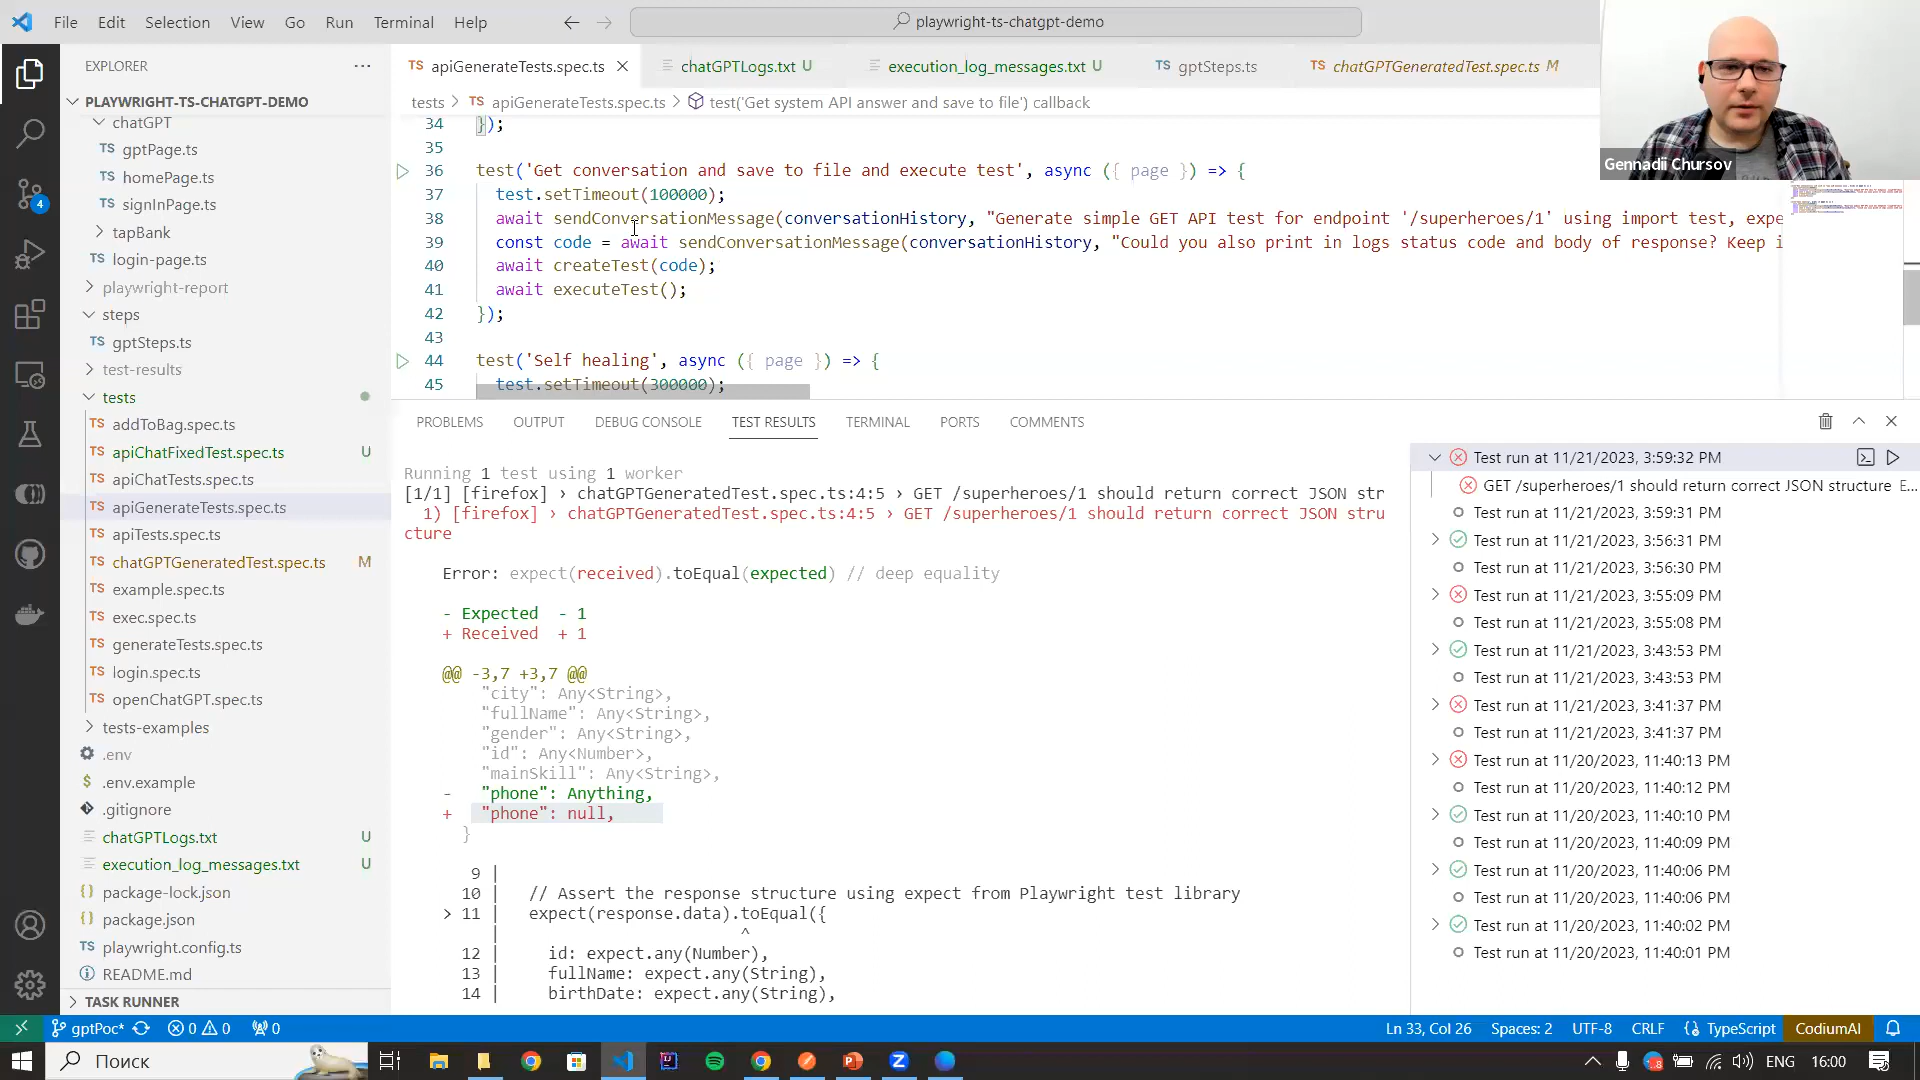 File Edit Selection View Go Run Terminal Help
playwright-ts-chatgpt-demo
Gennadii Chursov
EXPLORER
PLAYWRIGHT-TS-CHATGPT-DEMO
chatGPT
TS gptPage.ts
TS homePage.ts
TS signInPage.ts
tapBank
TS login-page.ts
playwright-report
steps
TS gptSteps.ts
test-results
tests
TS addToBag.spec.ts
TS apiChatFixedTest.spec.ts U
TS apiChatTests.spec.ts
TS apiGenerateTests.spec.ts
TS apiTests.spec.ts
TS chatGPTGeneratedTest.spec.ts M
TS example.spec.ts
TS exec.spec.ts
TS generateTests.spec.ts
TS login.spec.ts
TS openChatGPT.spec.ts
tests-examples
.env
$ .env.example
.gitignore
chatGPTLogs.txt U
execution_log_messages.txt U
{} package-lock.json
{} package.json
TS playwright.config.ts
README.md
TASK RUNNER
4
TS apiGenerateTests.spec.ts chatGPTLogs.txt U execution_log_messages.txt U TS gptSteps.ts TS chatGPTGeneratedTest.spec.ts M
tests > TS apiGenerateTests.spec.ts > test('Get system API answer and save to file') callback
34 });
35
36 test('Get conversation and save to file and execute test', async ({ page }) => {
37 test.setTimeout(100000);
38 await sendConversationMessage(conversationHistory, "Generate simple GET API test for endpoint '/superheroes/1' using import test, expe
39 const code = await sendConversationMessage(conversationHistory, "Could you also print in logs status code and body of response? Keep i
40 await createTest(code);
41 await executeTest();
42 });
43
44 test('Self healing', async ({ page }) => {
45 test.setTimeout(300000);
PROBLEMS OUTPUT DEBUG CONSOLE TEST RESULTS TERMINAL PORTS COMMENTS
Running 1 test using 1 worker
[1/1] [firefox] › chatGPTGeneratedTest.spec.ts:4:5 › GET /superheroes/1 should return correct JSON str
1) [firefox] › chatGPTGeneratedTest.spec.ts:4:5 › GET /superheroes/1 should return correct JSON stru
cture
Error: expect(received).toEqual(expected) // deep equality
- Expected - 1
+ Received + 1
@@ -3,7 +3,7 @@
"city": Any<String>,
"fullName": Any<String>,
"gender": Any<String>,
"id": Any<Number>,
"mainSkill": Any<String>,
- "phone": Anything,
+ "phone": null,
}
9 |
10 | // Assert the response structure using expect from Playwright test library
> 11 | expect(response.data).toEqual({
| ^
12 | id: expect.any(Number),
13 | fullName: expect.any(String),
14 | birthDate: expect.any(String),
Test run at 11/21/2023, 3:59:32 PM
GET /superheroes/1 should return correct JSON structure E...
Test run at 11/21/2023, 3:59:31 PM
Test run at 11/21/2023, 3:56:31 PM
Test run at 11/21/2023, 3:56:30 PM
Test run at 11/21/2023, 3:55:09 PM
Test run at 11/21/2023, 3:55:08 PM
Test run at 11/21/2023, 3:43:53 PM
Test run at 11/21/2023, 3:43:53 PM
Test run at 11/21/2023, 3:41:37 PM
Test run at 11/21/2023, 3:41:37 PM
Test run at 11/20/2023, 11:40:13 PM
Test run at 11/20/2023, 11:40:12 PM
Test run at 11/20/2023, 11:40:10 PM
Test run at 11/20/2023, 11:40:09 PM
Test run at 11/20/2023, 11:40:06 PM
Test run at 11/20/2023, 11:40:06 PM
Test run at 11/20/2023, 11:40:02 PM
Test run at 11/20/2023, 11:40:01 PM
gptPoc* 0 0 0 Ln 33, Col 26 Spaces: 2 UTF-8 CRLF {} TypeScript CodiumAI
Поиск ENG 16:00